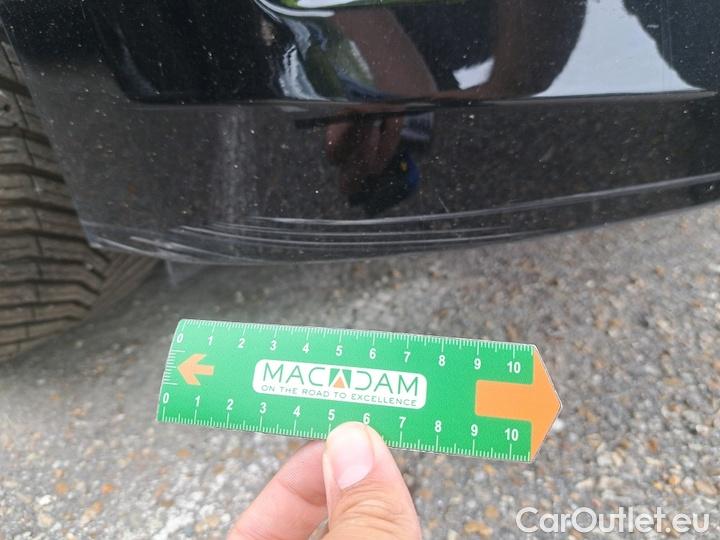 0 1 2 3 4 5 6 7 8 9 10
MACADAM
ON THE ROAD TO EXCELLENCE
0 1 2 3 4 5 6 7 8 9 10
CarOutlet.eu